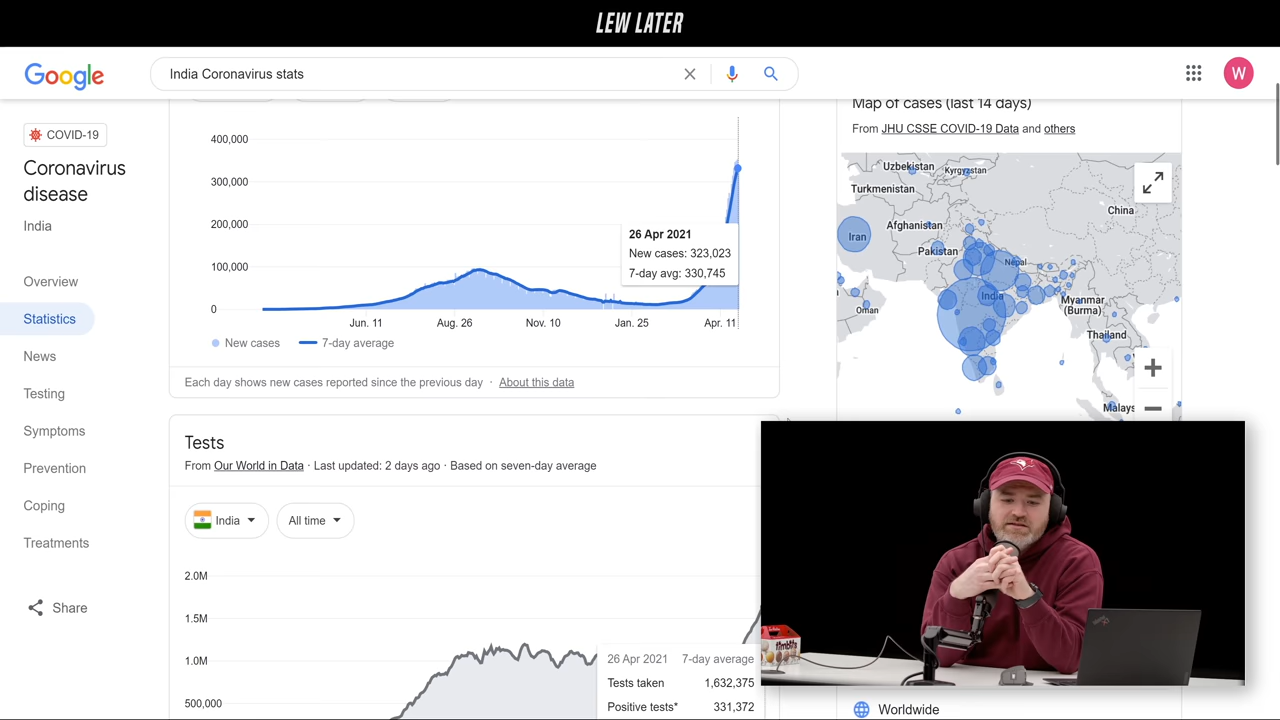 LEW LATER
Google
India Coronavirus stats
W
COVID-19
Coronavirus
disease
India
Overview
Statistics
News
Testing
Symptoms
Prevention
Coping
Treatments
Share
400,000
300,000
200,000
100,000
0
26 Apr 2021
New cases: 323,023
7-day avg: 330,745
Jun. 11
Aug. 26
Nov. 10
Jan. 25
Apr. 11
New cases
7-day average
Each day shows new cases reported since the previous day · About this data
Tests
From Our World in Data · Last updated: 2 days ago · Based on seven-day average
India
All time
2.0M
1.5M
1.0M
500,000
26 Apr 2021 7-day average
Tests taken 1,632,375
Positive tests* 331,372
Map of cases (last 14 days)
From JHU CSSE COVID-19 Data and others
Uzbekistan
Kyrgyzstan
Turkmenistan
China
Afghanistan
Iran
Pakistan
Nepal
India
Oman
Myanmar
(Burma)
Thailand
Malays
timbits
Worldwide